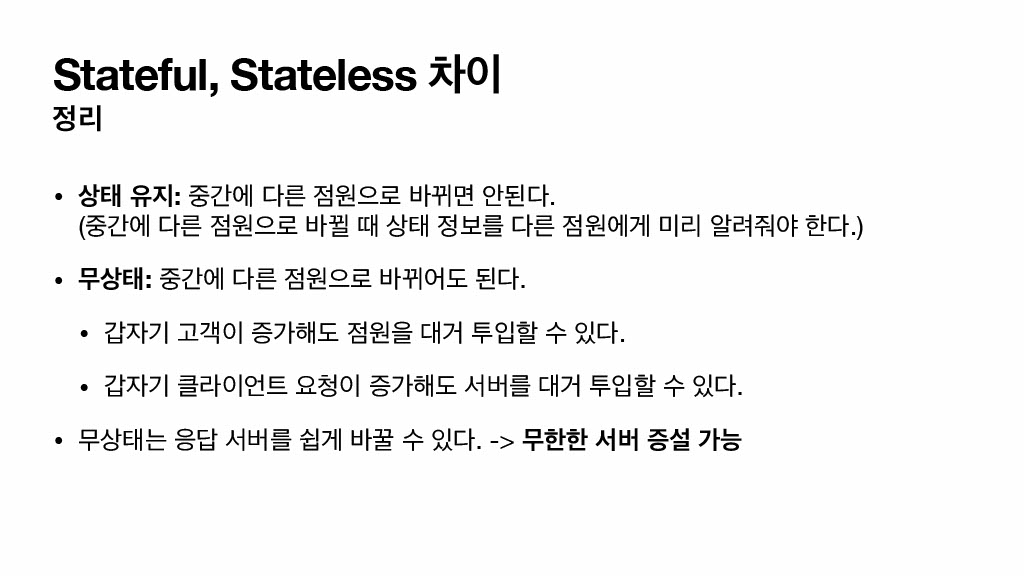 Stateful, Stateless 차이
정리
• 상태 유지: 중간에 다른 점원으로 바뀌면 안된다.
(중간에 다른 점원으로 바뀔 때 상태 정보를 다른 점원에게 미리 알려줘야 한다.)
• 무상태: 중간에 다른 점원으로 바뀌어도 된다.
• 갑자기 고객이 증가해도 점원을 대거 투입할 수 있다.
• 갑자기 클라이언트 요청이 증가해도 서버를 대거 투입할 수 있다.
• 무상태는 응답 서버를 쉽게 바꿀 수 있다. -> 무한한 서버 증설 가능